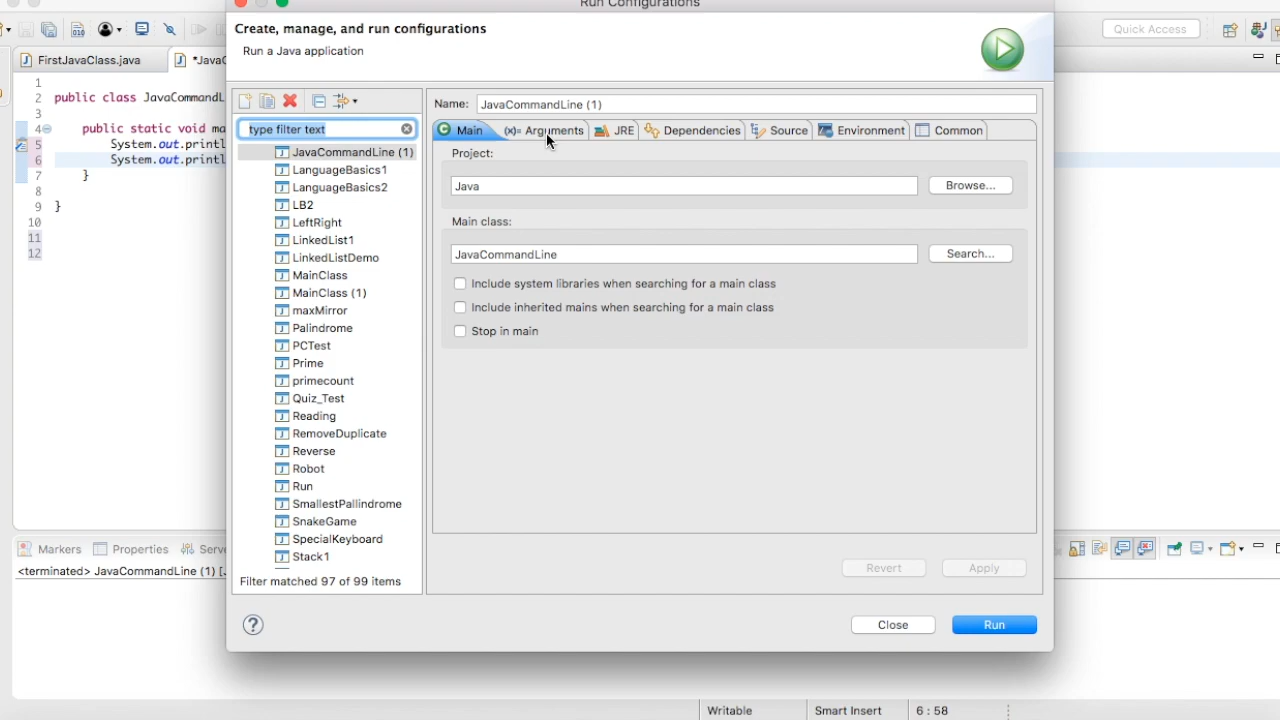 Run Configurations
Create, manage, and run configurations
Run a Java application
Quick Access
FirstJavaClass.java
1
2 public class JavaCommandL
3
4 public static void ma
5 System.out.printl
6 System.out.printl
7 }
8
9 }
10
11
12
type filter text
JavaCommandLine (1)
LanguageBasics1
LanguageBasics2
LB2
LeftRight
LinkedList1
LinkedListDemo
MainClass
MainClass (1)
maxMirror
Palindrome
PCTest
Prime
primecount
Quiz_Test
Reading
RemoveDuplicate
Reverse
Robot
Run
SmallestPallindrome
SnakeGame
SpecialKeyboard
Stack1
Filter matched 97 of 99 items
Name: JavaCommandLine (1)
Main (x)= Arguments JRE Dependencies Source Environment Common
Project:
Java Browse...
Main class:
JavaCommandLine Search...
Include system libraries when searching for a main class
Include inherited mains when searching for a main class
Stop in main
Revert Apply
? Close Run
Markers Properties Serv
<terminated> JavaCommandLine (1) [
Writable Smart Insert 6 : 58